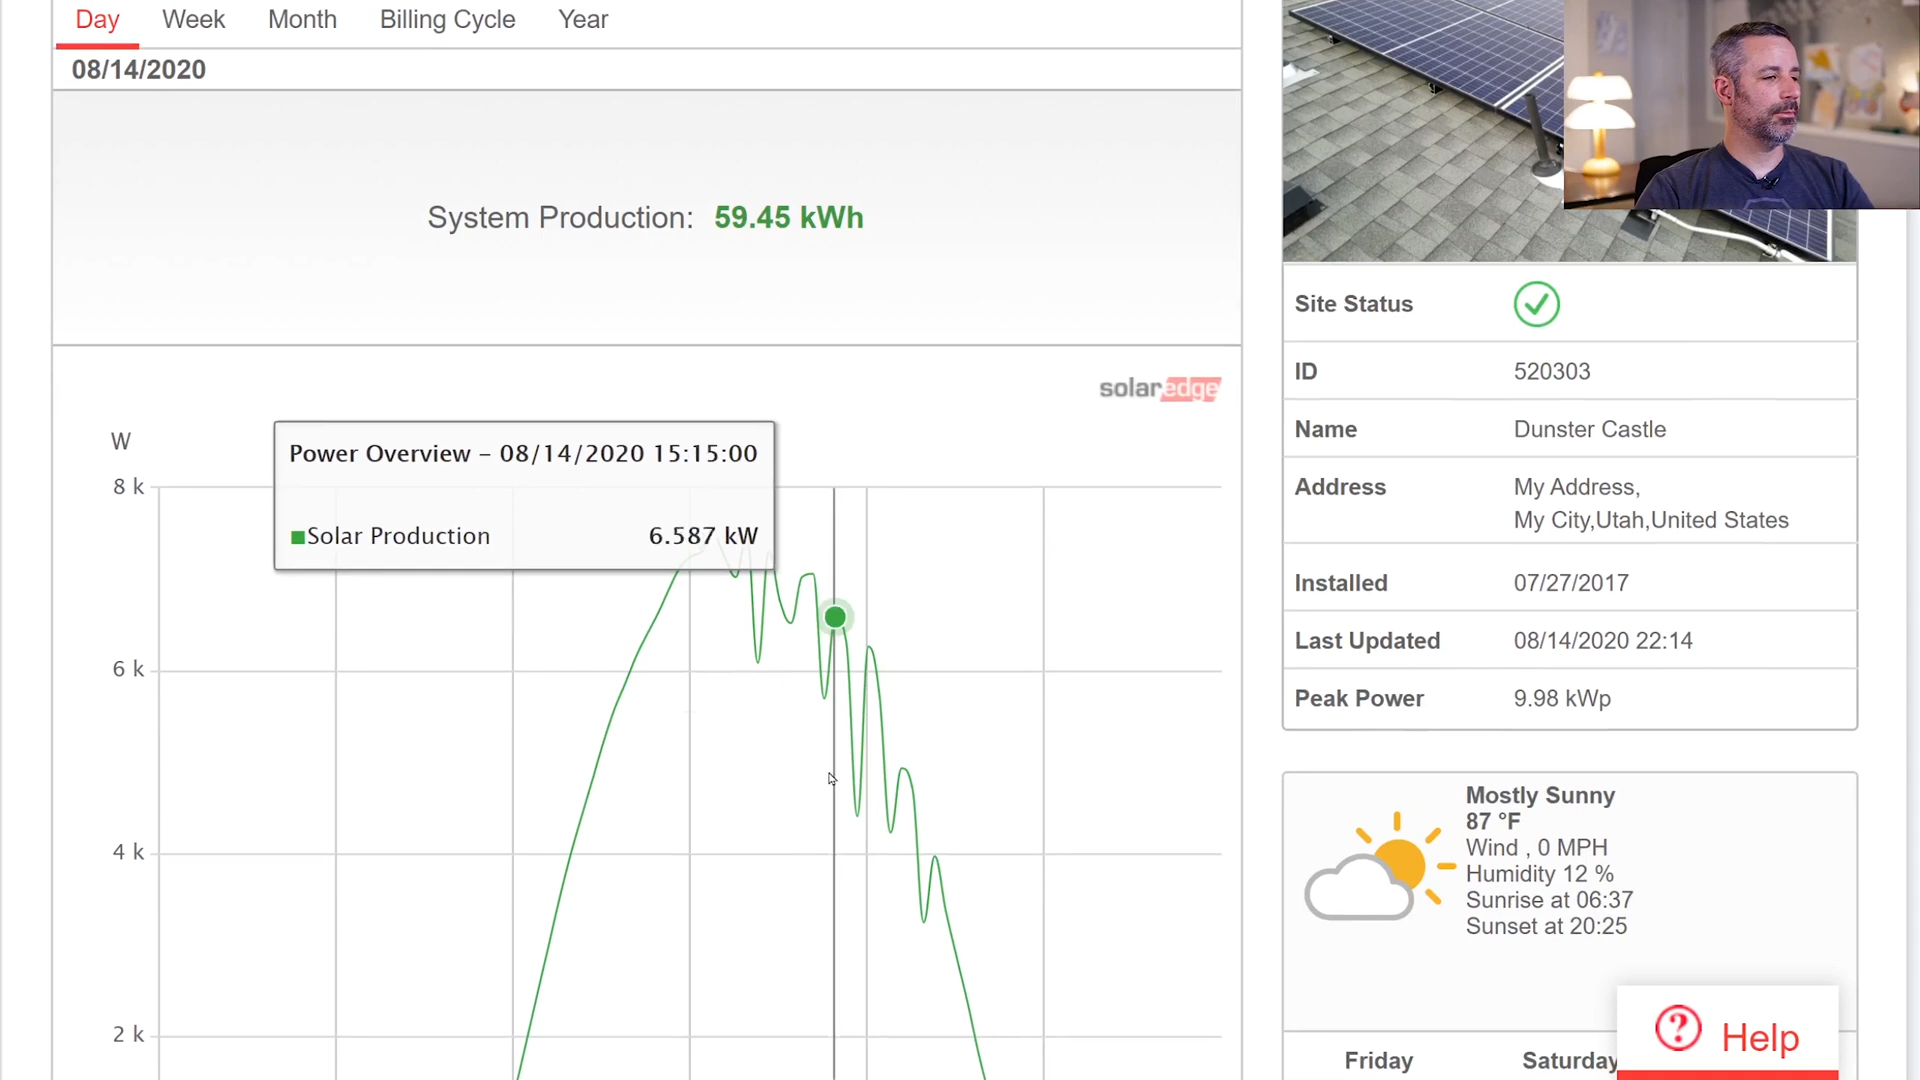 Day Week Month Billing Cycle Year
08/14/2020
System Production: 59.45 kWh
solaredge
W
Power Overview – 08/14/2020 15:15:00
Solar Production 6.587 kW
8 k
6 k
4 k
2 k
Site Status
ID 520303
Name Dunster Castle
Address My Address,
My City,Utah,United States
Installed 07/27/2017
Last Updated 08/14/2020 22:14
Peak Power 9.98 kWp
Mostly Sunny
87 °F
Wind , 0 MPH
Humidity 12 %
Sunrise at 06:37
Sunset at 20:25
Friday Saturday
Help